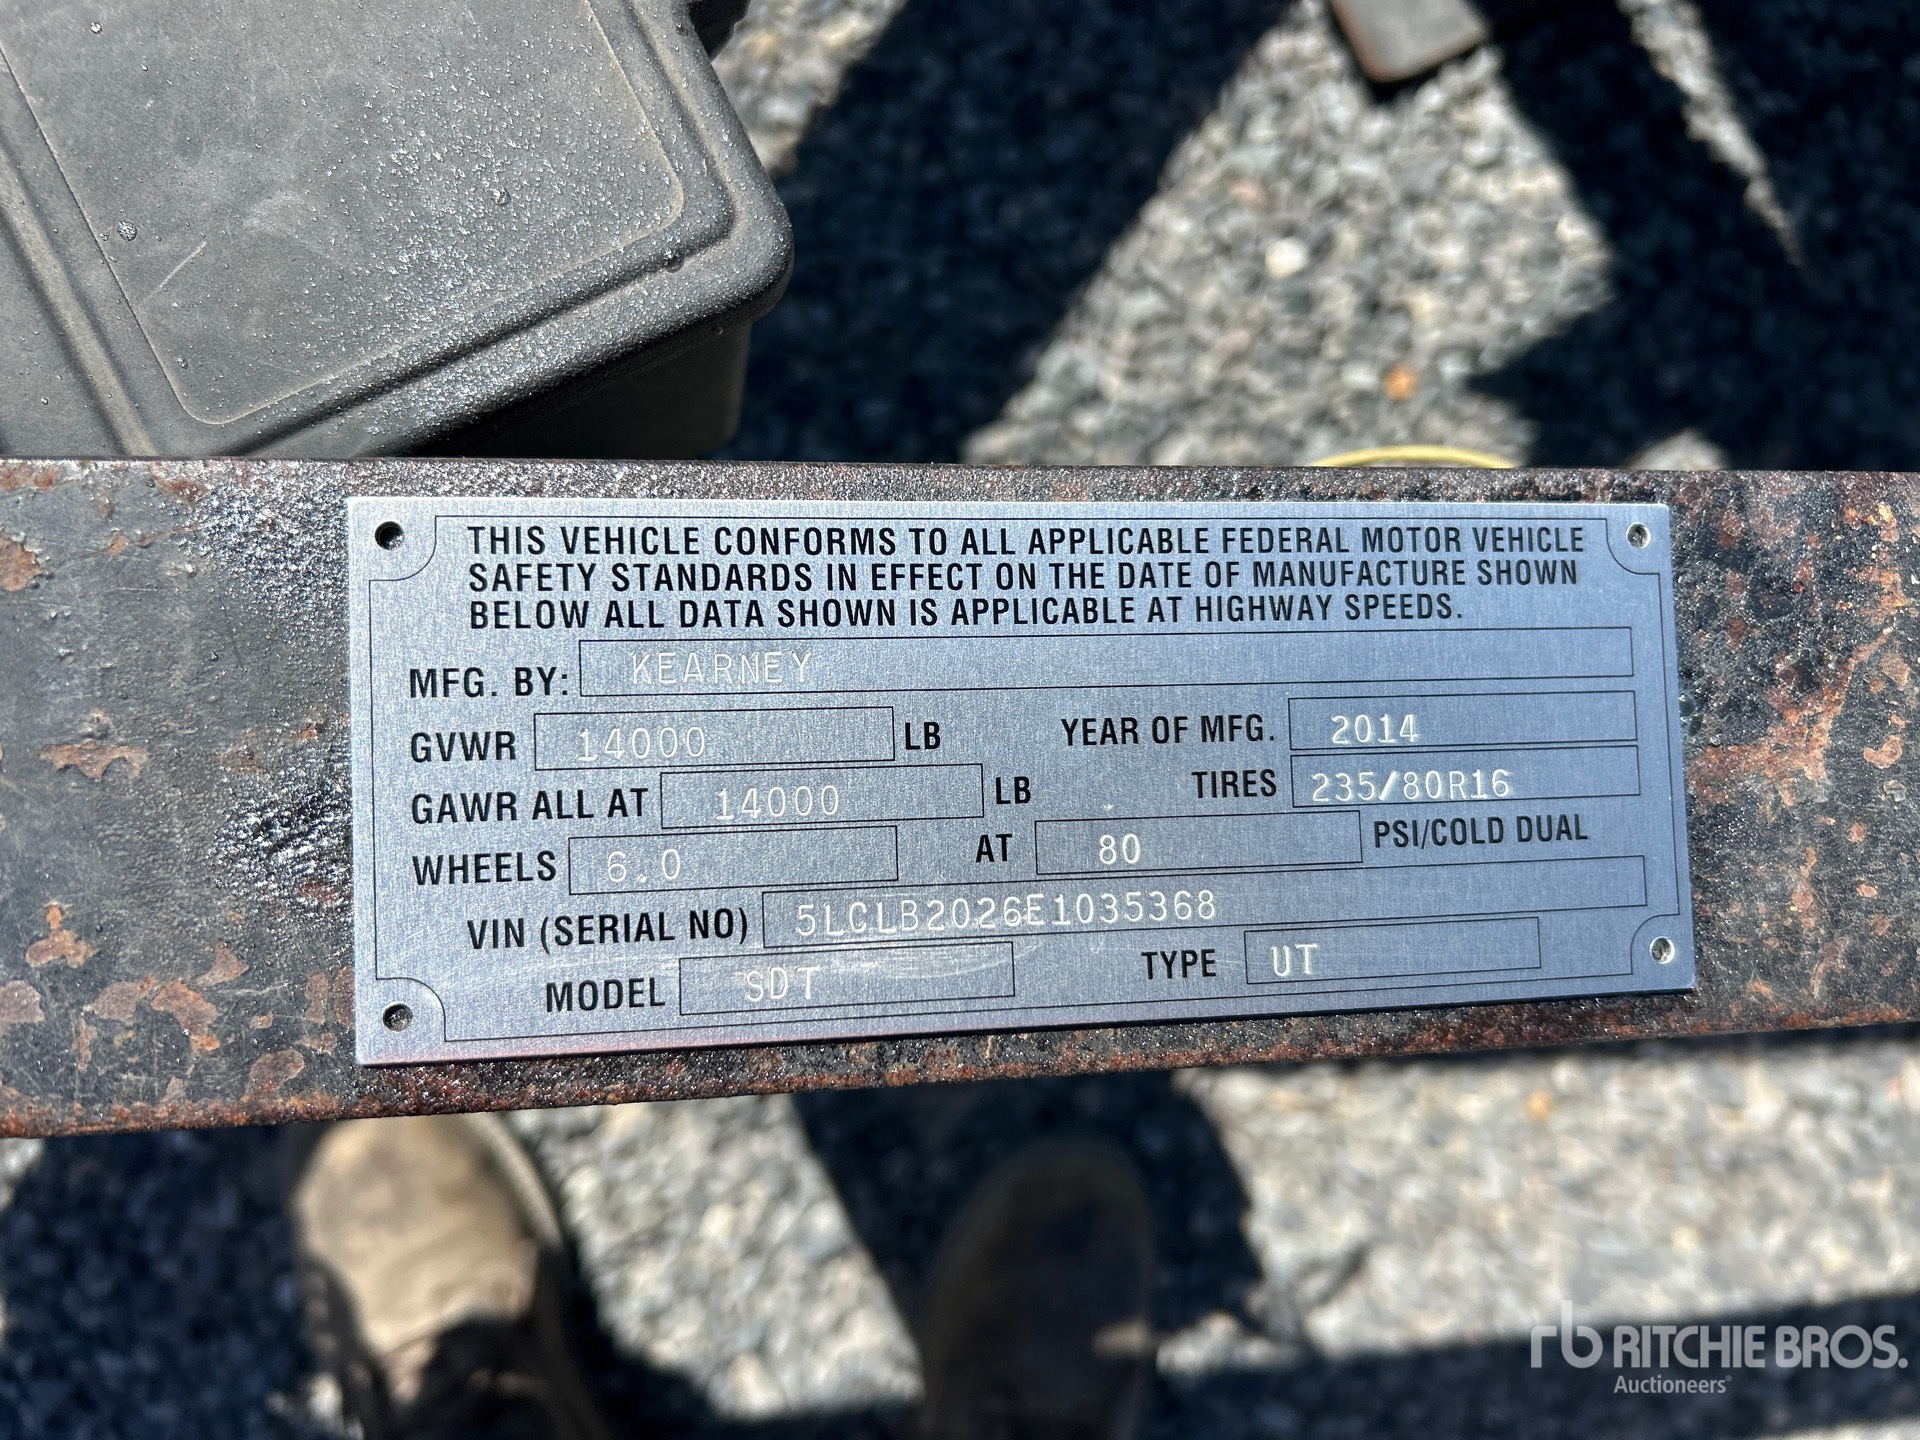 THIS VEHICLE CONFORMS TO ALL APPLICABLE FEDERAL MOTOR VEHICLE
SAFETY STANDARDS IN EFFECT ON THE DATE OF MANUFACTURE SHOWN
BELOW ALL DATA SHOWN IS APPLICABLE AT HIGHWAY SPEEDS.
MFG. BY: KEARNEY
GVWR 14000 LB YEAR OF MFG. 2014
GAWR ALL AT 14000 LB TIRES 235/80R16
WHEELS 6.0 AT 80 PSI/COLD DUAL
VIN (SERIAL NO) 5LCLB2026E1035368
MODEL SDT TYPE UT
rb RITCHIE BROS.
Auctioneers